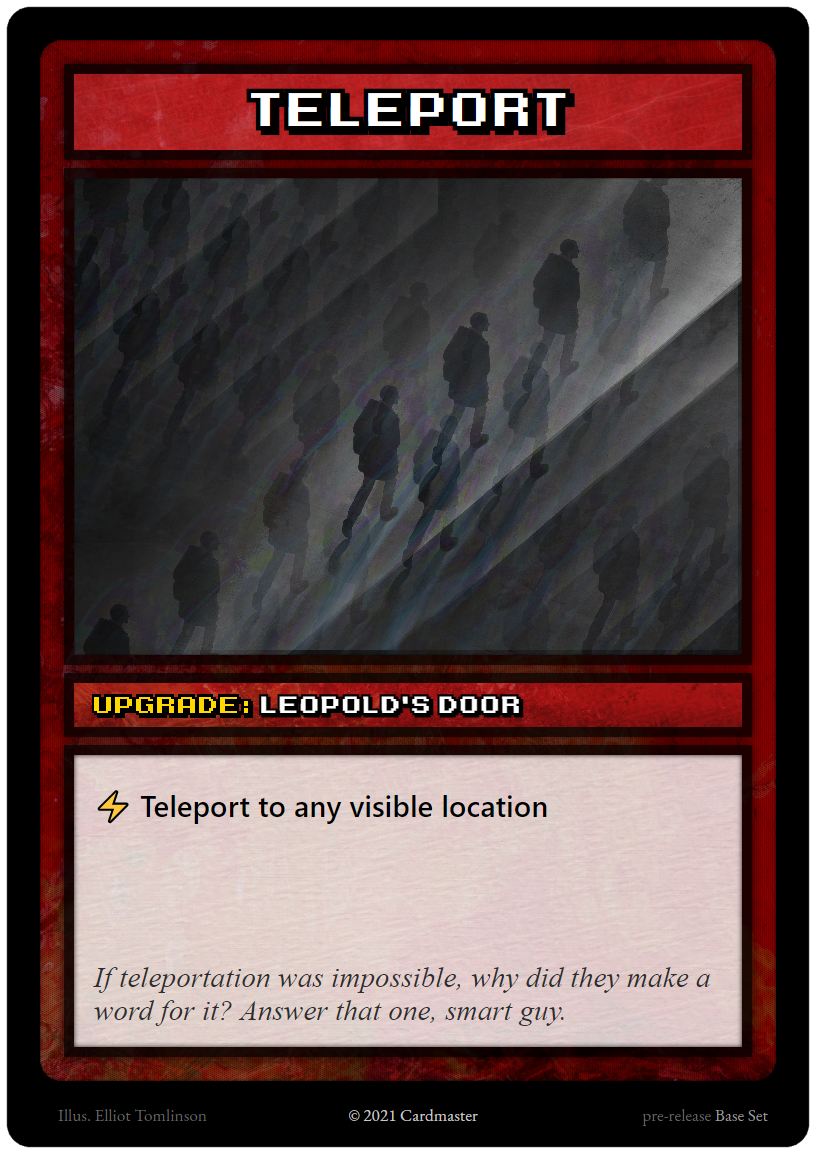 TELEPORT
UPGRADE: LEOPOLD'S DOOR
⚡ Teleport to any visible location
If teleportation was impossible, why did they make a
word for it? Answer that one, smart guy.
Illus. Elliot Tomlinson © 2021 Cardmaster pre-release Base Set